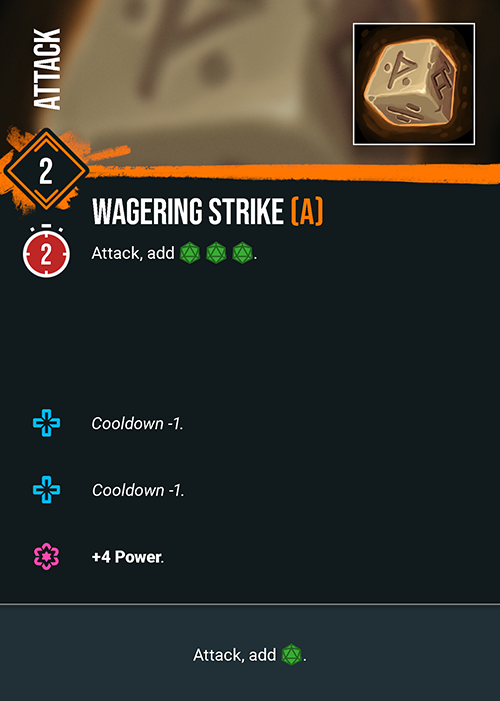 ATTACK
2
WAGERING STRIKE (A)
2
Attack, add .
Cooldown -1.
Cooldown -1.
+4 Power.
Attack, add .